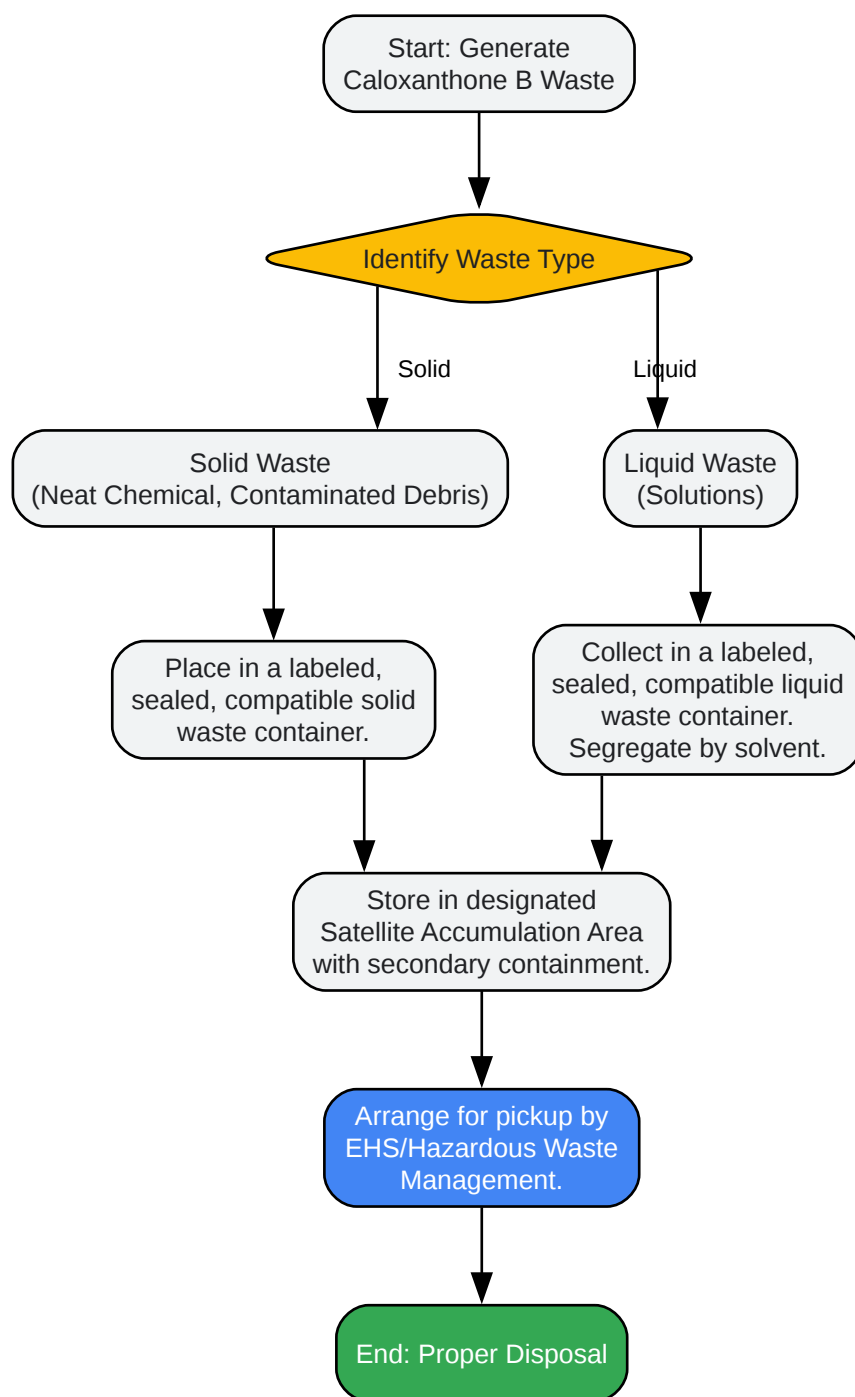 Start: Generate
Caloxanthone B Waste
Identify Waste Type
Solid
Liquid
Solid Waste
(Neat Chemical, Contaminated Debris)
Liquid Waste
(Solutions)
Place in a labeled,
sealed, compatible solid
waste container.
Collect in a labeled,
sealed, compatible liquid
waste container.
Segregate by solvent.
Store in designated
Satellite Accumulation Area
with secondary containment.
Arrange for pickup by
EHS/Hazardous Waste
Management.
End: Proper Disposal